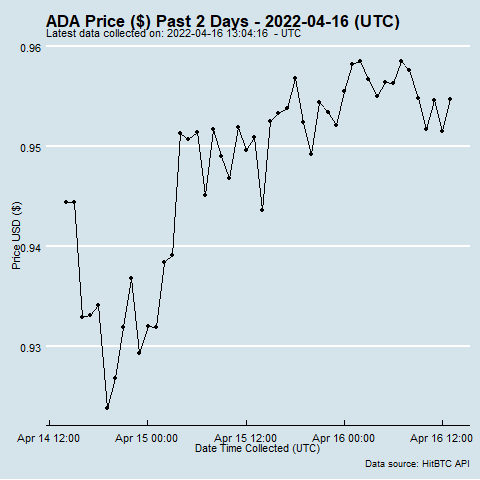 ADA Price ($) Past 2 Days - 2022-04-16 (UTC)
Latest data collected on: 2022-04-16 13:04:16 - UTC
0.96
0.95
0.94
0.93
Price USD ($)
Apr 14 12:00 Apr 15 00:00 Apr 15 12:00 Apr 16 00:00 Apr 16 12:00
Date Time Collected (UTC)
Data source: HitBTC API